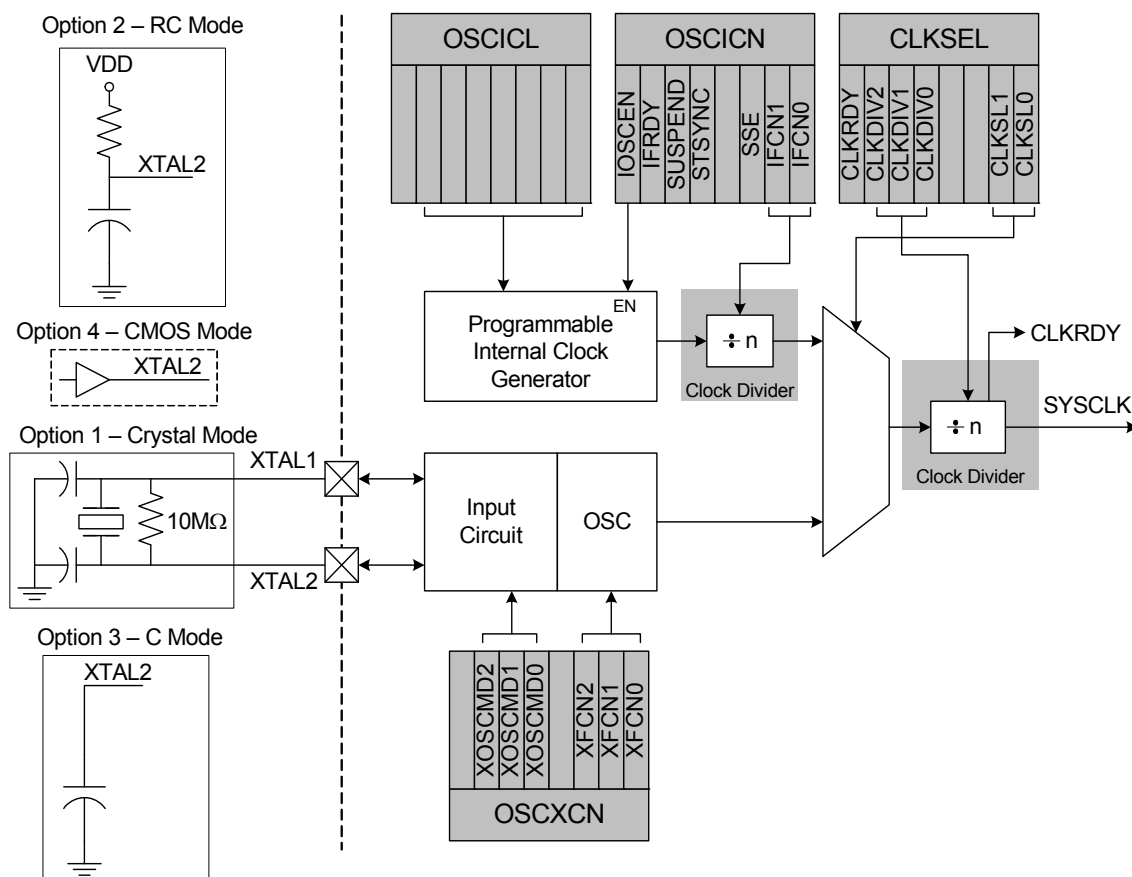 Option 2 – RC Mode
VDD
XTAL2
Option 4 – CMOS Mode
XTAL2
Option 1 – Crystal Mode
XTAL1
10MΩ
XTAL2
Option 3 – C Mode
XTAL2
OSCICL
OSCICN
IOSCEN
IFRDY
SUSPEND
STSYNC
SSE
IFCN1
IFCN0
CLKSEL
CLKRDY
CLKDIV2
CLKDIV1
CLKDIV0
CLKSL1
CLKSL0
EN
Programmable
Internal Clock
Generator
÷ n
Clock Divider
CLKRDY
÷ n
SYSCLK
Clock Divider
Input
Circuit
OSC
XOSCMD2
XOSCMD1
XOSCMD0
XFCN2
XFCN1
XFCN0
OSCXCN